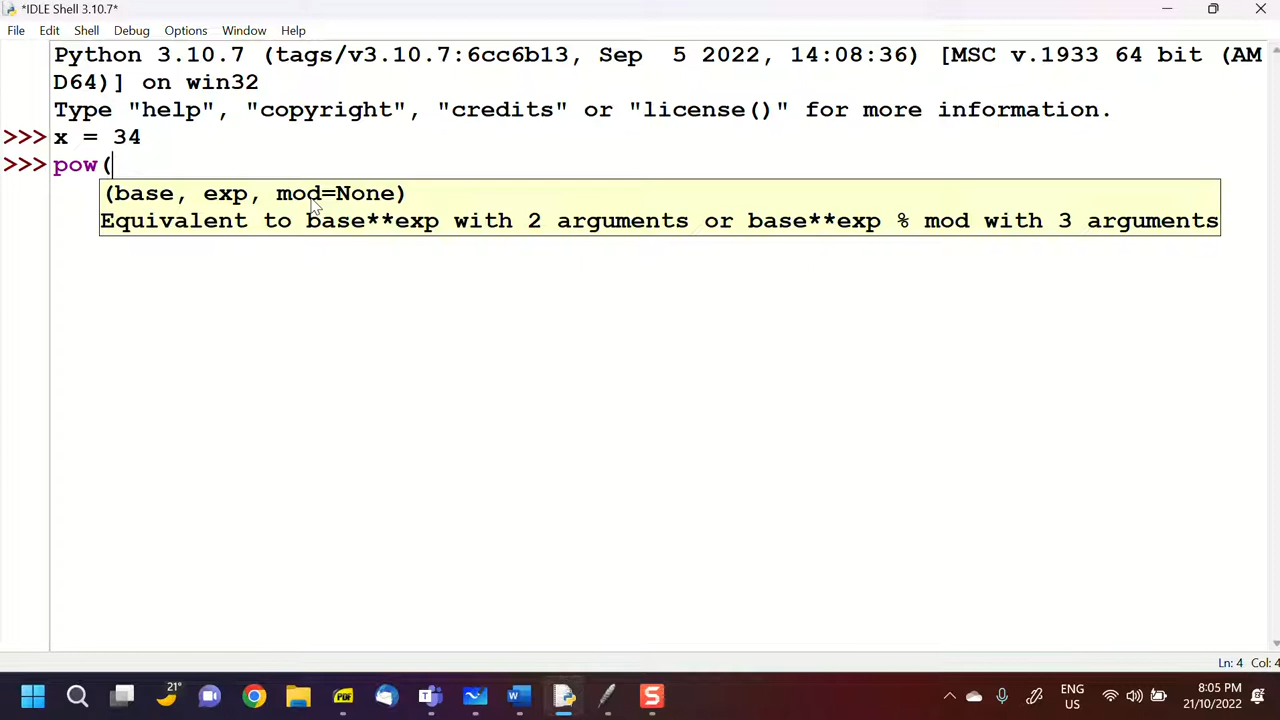 *IDLE Shell 3.10.7*
File Edit Shell Debug Options Window Help
Python 3.10.7 (tags/v3.10.7:6cc6b13, Sep  5 2022, 14:08:36) [MSC v.1933 64 bit (AM
D64)] on win32
Type "help", "copyright", "credits" or "license()" for more information.
>>> x = 34
>>> pow(
(base, exp, mod=None)
Equivalent to base**exp with 2 arguments or base**exp % mod with 3 arguments
Ln: 4 Col: 4
21°
PDF
W
S
ENG
US
8:05 PM
21/10/2022